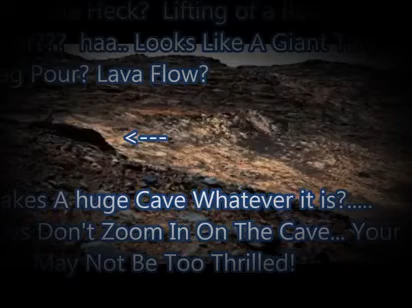 Heck? Lifting of a
??? haa.. Looks Like A Giant
Pour? Lava Flow?
<---
A huge Cave Whatever it is?.....
Don't Zoom In On The Cave... Your
May Not Be Too Thrilled!